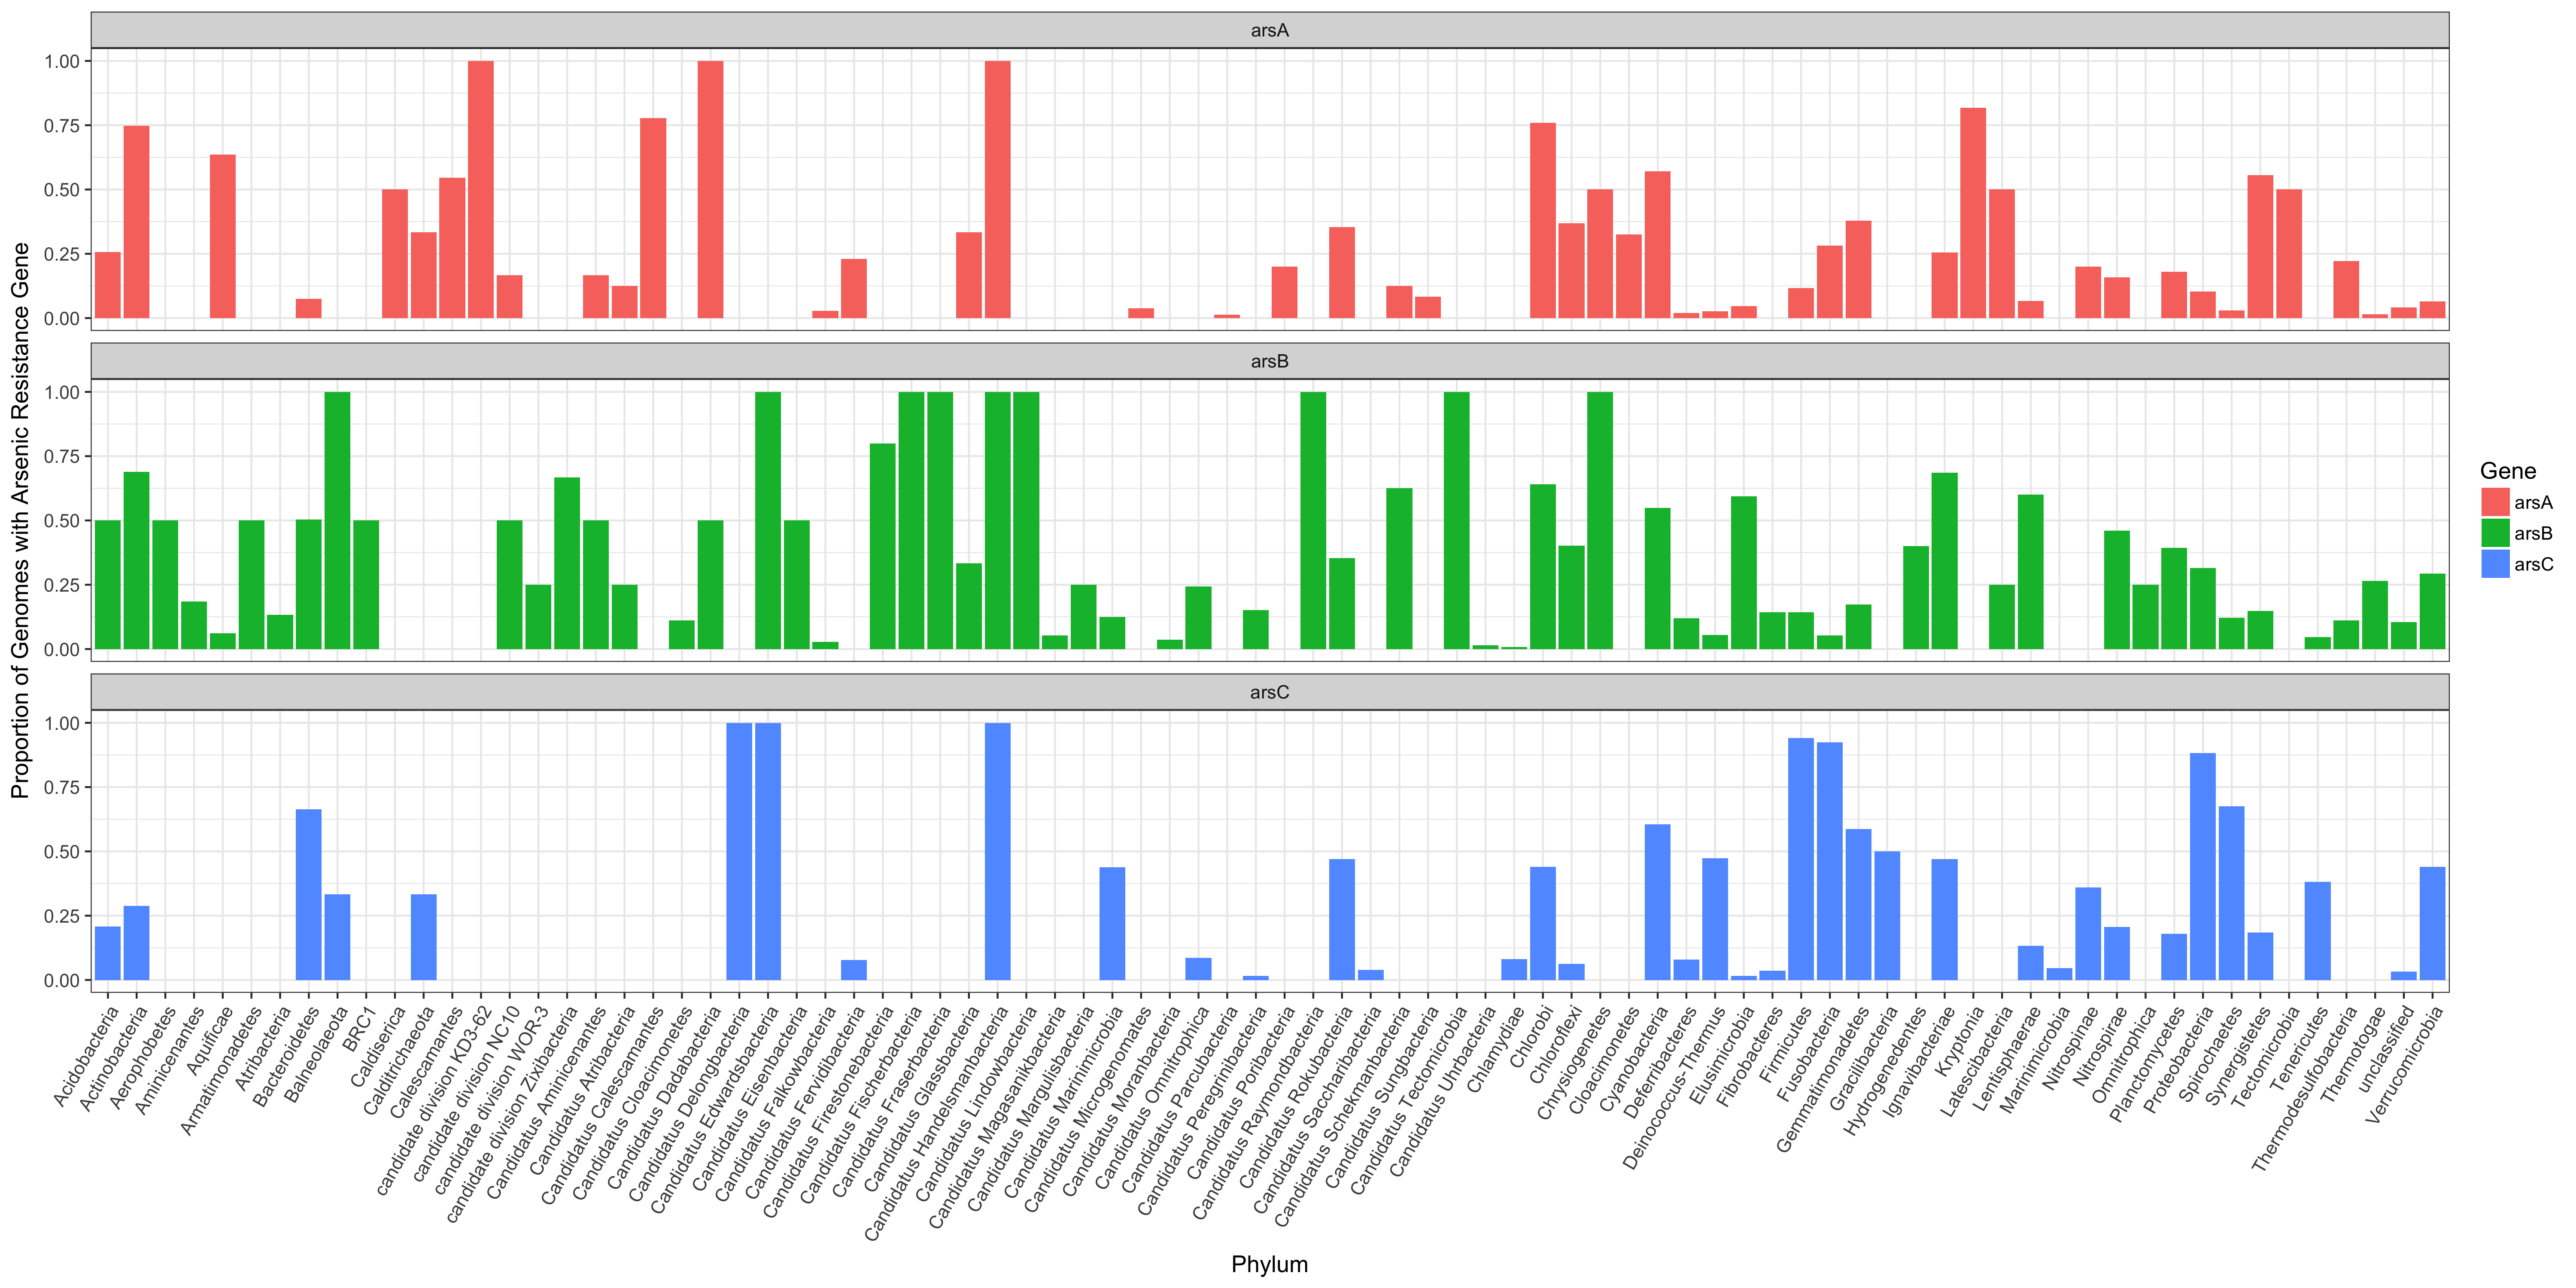 arsA
1.00
0.75
0.50
0.25
0.00
arsB
1.00
0.75
0.50
0.25
0.00
arsC
1.00
0.75
0.50
0.25
0.00
Proportion of Genomes with Arsenic Resistance Gene
Acidobacteria
Actinobacteria
Aerophobetes
Aminicenantes
Aquificae
Armatimonadetes
Atribacteria
Bacteroidetes
Balneolaeota
BRC1
Caldiserica
Calditrichaeota
Calescamantes
candidate division KD3-62
candidate division NC10
candidate division WOR-3
candidate division Zixibacteria
Candidatus Aminicenantes
Candidatus Atribacteria
Candidatus Calescamantes
Candidatus Cloacimonetes
Candidatus Dadabacteria
Candidatus Delongbacteria
Candidatus Edwardsbacteria
Candidatus Eisenbacteria
Candidatus Falkowbacteria
Candidatus Fervidibacteria
Candidatus Firestonebacteria
Candidatus Fischerbacteria
Candidatus Fraserbacteria
Candidatus Glassbacteria
Candidatus Handelsmanbacteria
Candidatus Lindowbacteria
Candidatus Magasanikbacteria
Candidatus Margulisbacteria
Candidatus Marinimicrobia
Candidatus Microgenomates
Candidatus Moranbacteria
Candidatus Omnitrophica
Candidatus Parcubacteria
Candidatus Peregrinibacteria
Candidatus Poribacteria
Candidatus Raymondbacteria
Candidatus Rokubacteria
Candidatus Saccharibacteria
Candidatus Schekmanbacteria
Candidatus Sungbacteria
Candidatus Tectomicrobia
Candidatus Uhrbacteria
Chlamydiae
Chlorobi
Chloroflexi
Chrysiogenetes
Cloacimonetes
Cyanobacteria
Deferribacteres
Deinococcus-Thermus
Elusimicrobia
Fibrobacteres
Firmicutes
Fusobacteria
Gemmatimonadetes
Gracilibacteria
Hydrogenedentes
Ignavibacteriae
Kryptonia
Latescibacteria
Lentisphaerae
Marinimicrobia
Nitrospinae
Nitrospirae
Omnitrophica
Planctomycetes
Proteobacteria
Spirochaetes
Synergistetes
Tectomicrobia
Tenericutes
Thermodesulfobacteria
Thermotogae
unclassified
Verrucomicrobia
Phylum
Gene
arsA
arsB
arsC